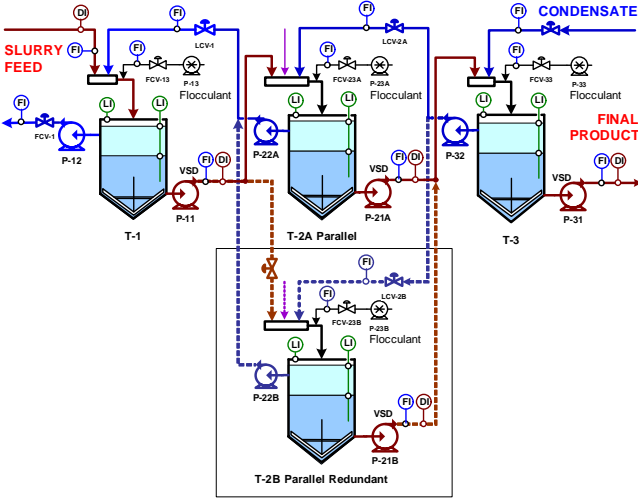 DI
FI
CONDENSATE
SLURRY
FEED
FI
LCV-1
FI
LCV-2A
FI
FI
FCV-13
P-13
Flocculant
FI
FCV-23A
P-23A
Flocculant
FI
FCV-33
P-33
Flocculant
LI
LI
LI
LI
LI
LI
FI
FCV-1
P-12
P-22A
P-32
FINAL
PRODUCT
VSD
FI
DI
P-11
VSD
FI
DI
P-21A
VSD
FI
DI
P-31
T-1
T-2A Parallel
T-3
FI
LCV-2B
FI
FCV-23B
P-23B
Flocculant
LI
LI
P-22B
VSD
FI
DI
P-21B
T-2B Parallel Redundant